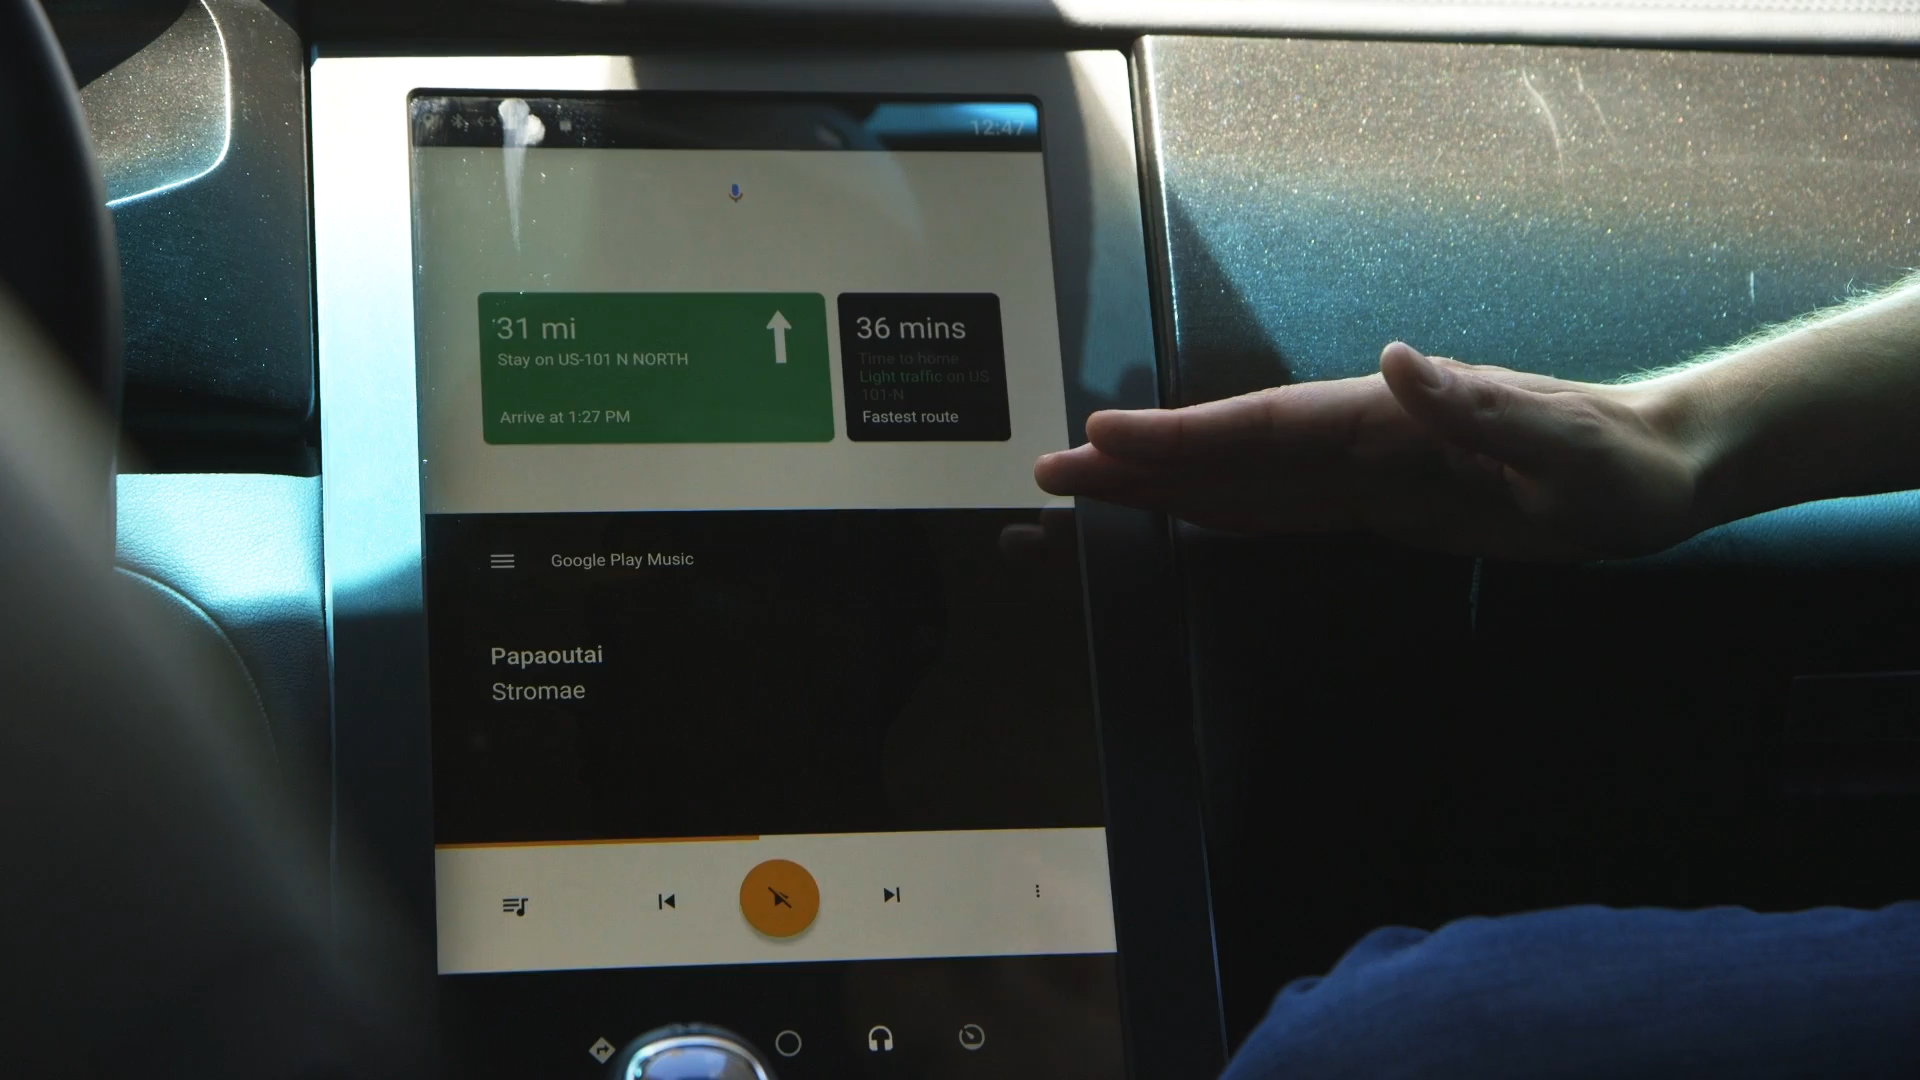 12:47
31 mi
Stay on US-101 N NORTH
Arrive at 1:27 PM
36 mins
Time to home
Light traffic on US
101-N
Fastest route
Google Play Music
Papaoutai
Stromae